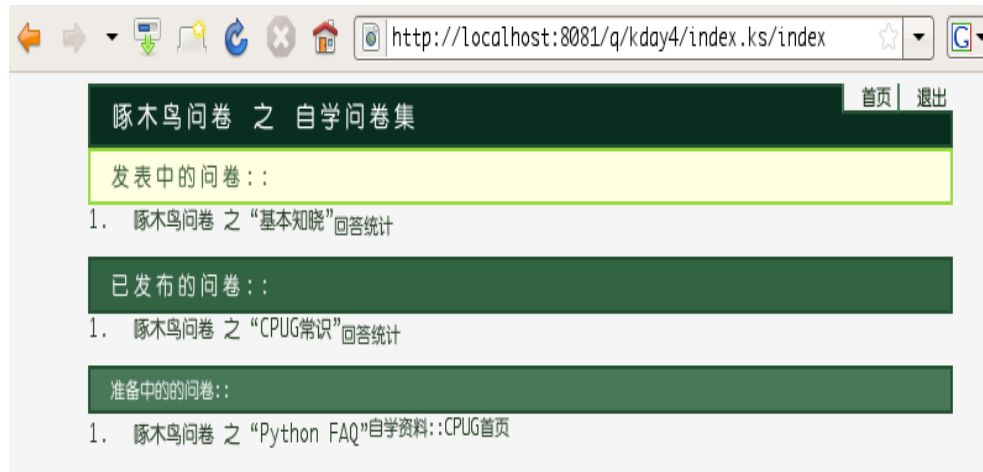 http://localhost:8081/q/kday4/index.ks/index
G
首页 退出
啄木鸟问卷 之 自学问卷集
发表中的问卷::
1. 啄木鸟问卷 之 “基本知晓”回答统计
已发布的问卷::
1. 啄木鸟问卷 之 “CPUG常识”回答统计
准备中的的问卷::
1. 啄木鸟问卷 之 “Python FAQ”自学资料::CPUG首页